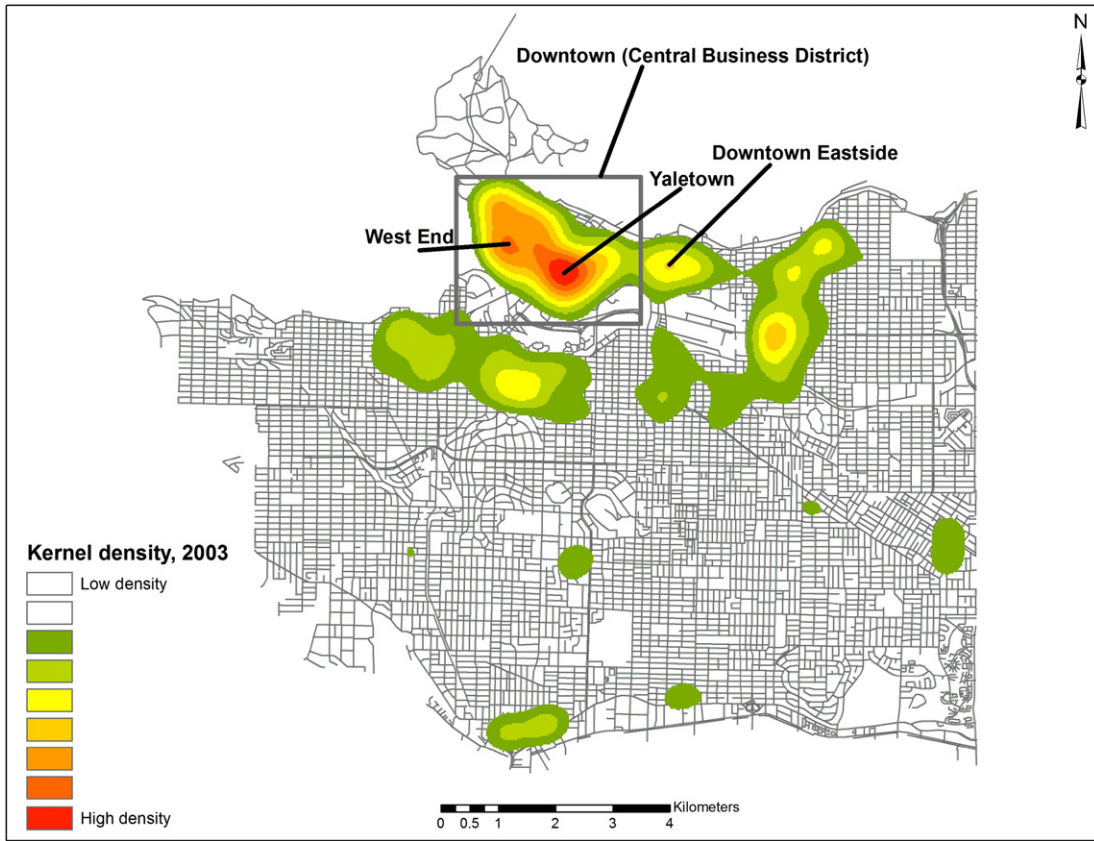 N
Downtown (Central Business District)
Downtown Eastside
Yaletown
West End
Kernel density, 2003
Low density
High density
Kilometers
0 0.5 1 2 3 4